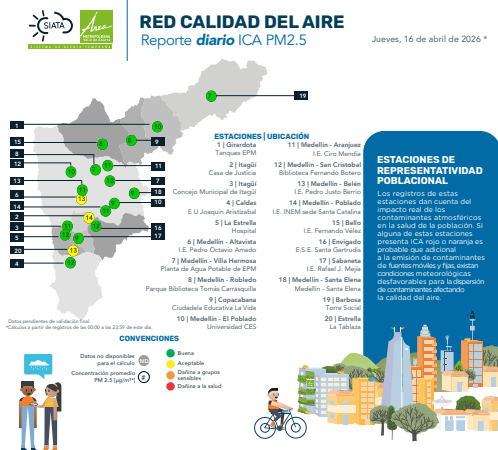 SIATA
SISTEMA DE ALERTA TEMPRANA
Área
METROPOLITANA
Valle de Aburrá
RED CALIDAD DEL AIRE
Reporte diario ICA PM2.5
Jueves, 16 de abril de 2026 *
1
15
8
12
13
6
14
2
3
5
20
4
19
9
11
7
18
10
16
17
ESTACIONES | UBICACIÓN
1 | Girardota
Tanques EPM
2 | Itagüí
Casa de Justicia
3 | Itagüí
Concejo Municipal de Itagüí
4 | Caldas
E U Joaquín Aristizabal
5 | La Estrella
Hospital
6 | Medellín - Altavista
I.E. Pedro Octavio Amado
7 | Medellín - Villa Hermosa
Planta de Agua Potable de EPM
8 | Medellín - Robledo
Parque Biblioteca Tomás Carrasquilla
9 | Copacabana
Ciudadela Educativa La Vida
10 | Medellín - El Poblado
Universidad CES
11 | Medellín - Aranjuez
I.E. Ciro Mendía
12 | Medellín - San Cristobal
Biblioteca Fernando Botero
13 | Medellín - Belén
I.E. Pedro Justo Berrio
14 | Medellín - Poblado
I.E. INEM sede Santa Catalina
15 | Bello
I.E. Fernando Vélez
16 | Envigado
E.S.E. Santa Gertrudis
17 | Sabaneta
I.E. Rafael J. Mejía
18 | Medellín - Santa Elena
Medellín - Santa Elena
19 | Barbosa
Torre Social
20 | Estrella
La Tablaza
ESTACIONES DE
REPRESENTATIVIDAD
POBLACIONAL
Los registros de estas
estaciones dan cuenta del
impacto real de los
contaminantes atmosféricos
en la salud de la población. Si
alguna de estas estaciones
presenta ICA rojo o naranja es
probable que adicional
a la emisión de contaminantes
de fuentes móviles y fijas, existan
condiciones meteorológicas
desfavorables para la dispersión
de contaminantes afectando
la calidad del aire.
Datos pendientes de validación final.
*Cálculos a partir de registros de las 00:00 a las 23:59 de este día.
CONVENCIONES
Datos no disponibles
para el cálculo
ND
Concentración promedio
PM 2.5 (µg/m³)
#
Buena
Aceptable
Dañina a grupos
sensibles
Dañina a la salud